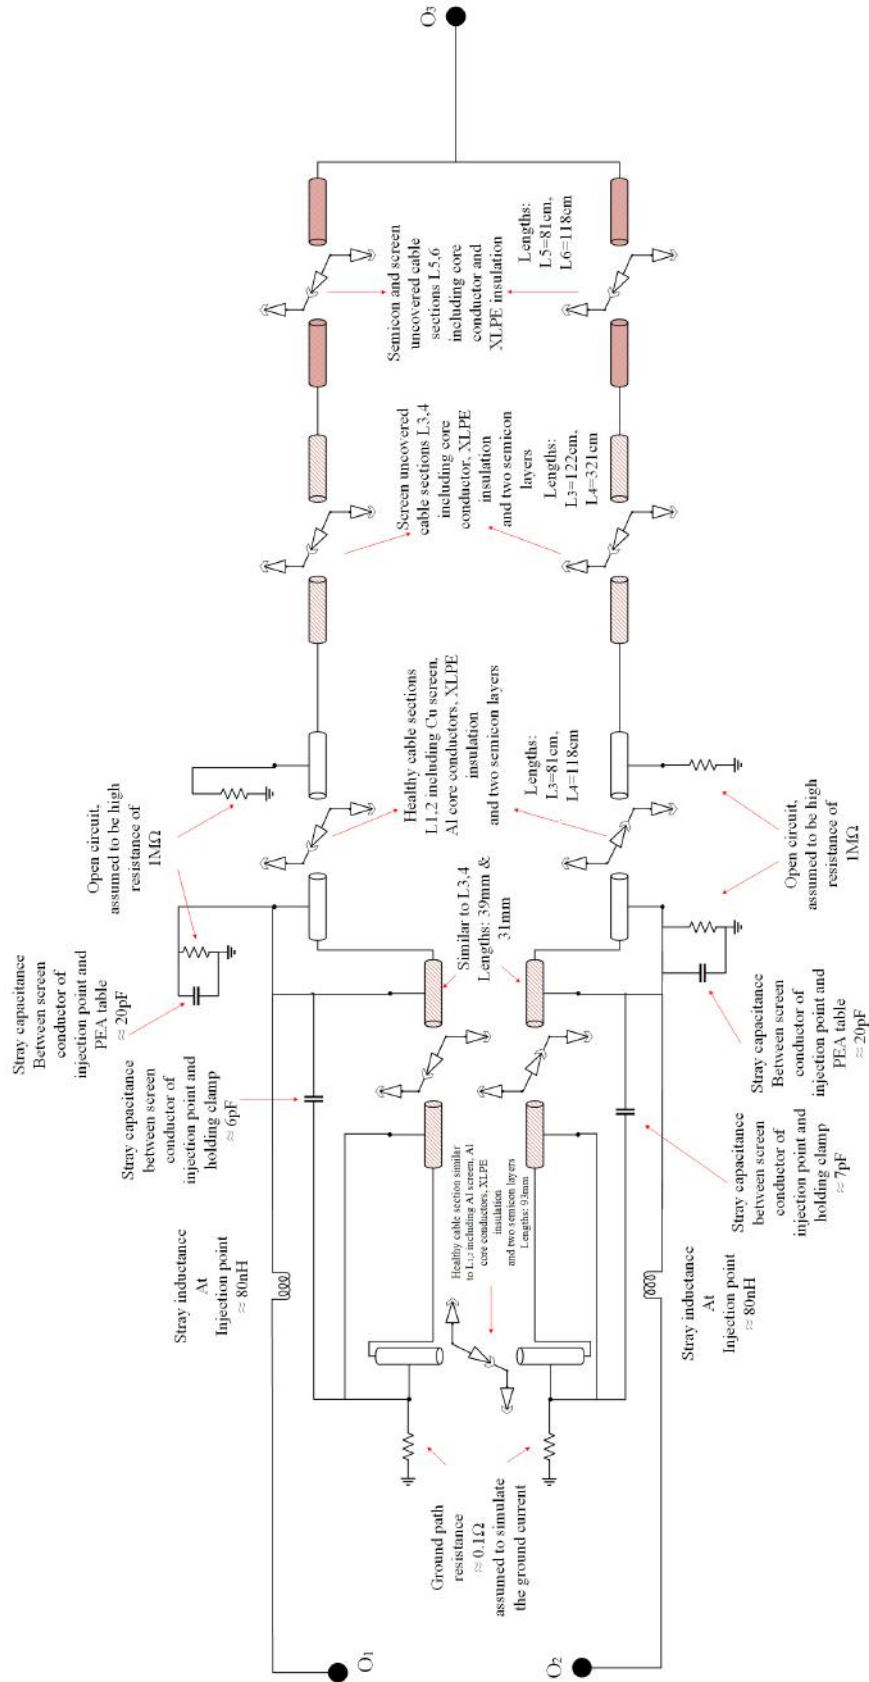 Stray capacitance
Between screen
conductor of
injection point and
PEA table
≈ 20pF
Open circuit,
assumed to be high
resistance of
1MΩ
Stray capacitance
between screen
conductor of
injection point and
holding clamp
≈ 6pF
Stray inductance
At
Injection point
≈ 80nH
O1
O3
Ground path
resistance
≈ 0.1Ω
assumed to simulate
the ground current
Healthy cable section similar
to L1,2 including Al screen, Al
core conductors, XLPE
insulation
and two semicon layers
Lengths: 93mm
Similar to L3,4
Lengths: 39mm &
31mm
Healthy cable sections
L1,2 including Cu screen,
Al core conductors, XLPE
insulation
and two semicon layers
Lengths:
L3=81cm,
L4=118cm
Screen uncovered
cable sections L3,4
including core
conductor, XLPE
insulation
and two semicon
layers
Lengths:
L3=122cm,
L4=321cm
Semicon and screen
uncovered cable
sections L5,6
including core
conductor and
XLPE insulation
Lengths:
L5=81cm,
L6=118cm
O2
Stray inductance
At
Injection point
≈ 80nH
Stray capacitance
between screen
conductor of
injection point and
holding clamp
≈ 7pF
Stray capacitance
Between screen
conductor of
injection point and
PEA table
≈ 20pF
Open circuit,
assumed to be high
resistance of
1MΩ